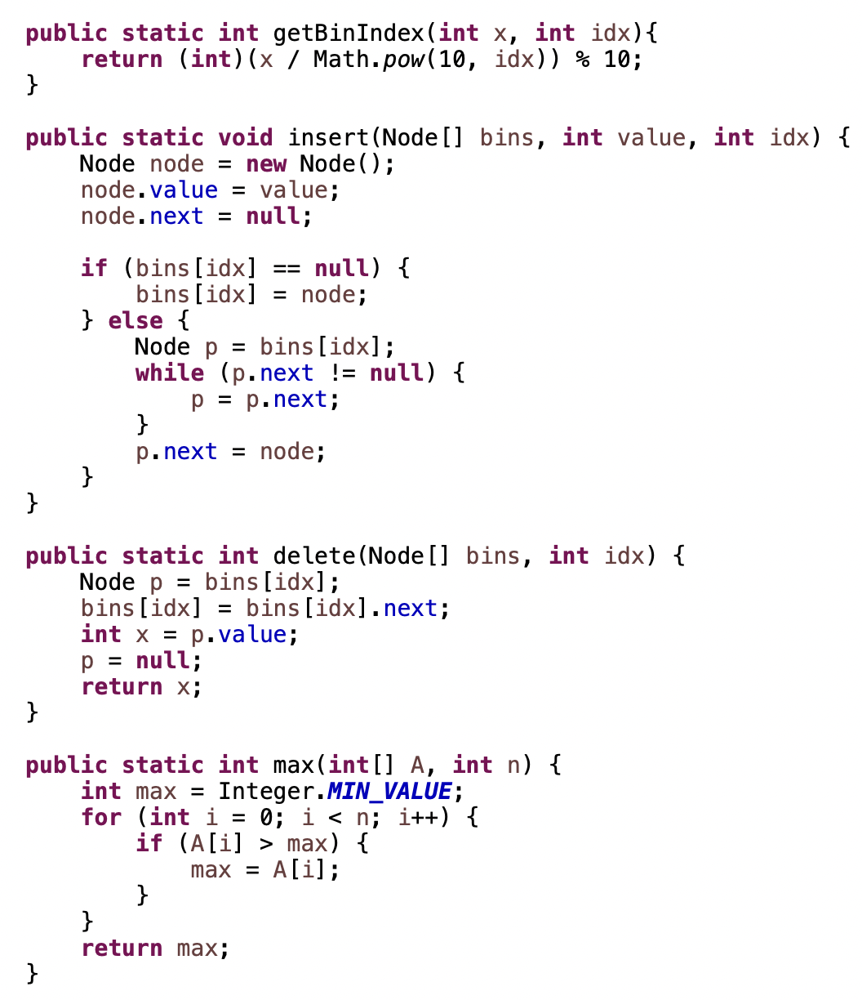 public static int getBinIndex(int x, int idx){
    return (int)(x / Math.pow(10, idx)) % 10;
}

public static void insert(Node[] bins, int value, int idx) {
    Node node = new Node();
    node.value = value;
    node.next = null;

    if (bins[idx] == null) {
        bins[idx] = node;
    } else {
        Node p = bins[idx];
        while (p.next != null) {
            p = p.next;
        }
        p.next = node;
    }
}

public static int delete(Node[] bins, int idx) {
    Node p = bins[idx];
    bins[idx] = bins[idx].next;
    int x = p.value;
    p = null;
    return x;
}

public static int max(int[] A, int n) {
    int max = Integer.MIN_VALUE;
    for (int i = 0; i < n; i++) {
        if (A[i] > max) {
            max = A[i];
        }
    }
    return max;
}